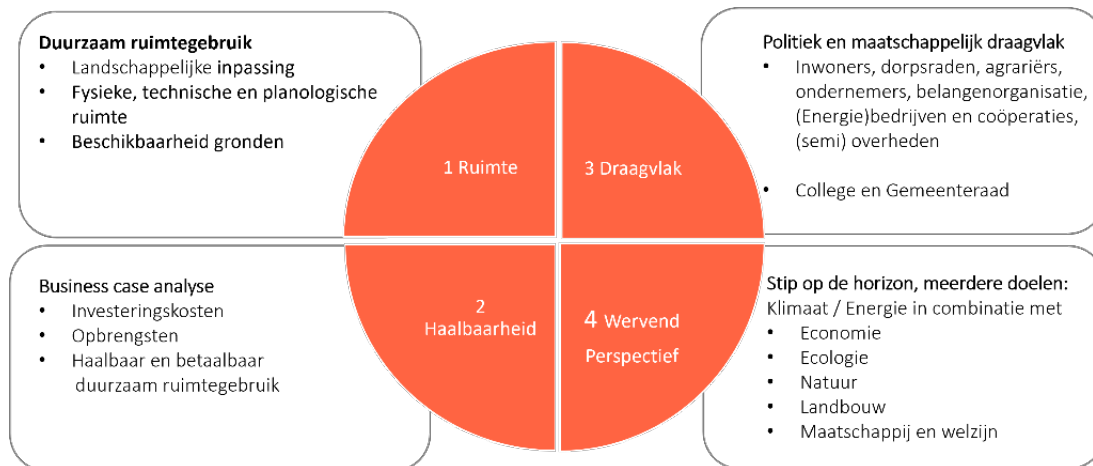 Duurzaam ruimtegebruik
• Landschappelijke inpassing
• Fysieke, technische en planologische
ruimte
• Beschikbaarheid gronden
1 Ruimte
Business case analyse
• Investeringskosten
• Opbrengsten
• Haalbaar en betaalbaar
duurzaam ruimtegebruik
2
Haalbaarheid
Politiek en maatschappelijk draagvlak
• Inwoners, dorpsraden, agrariërs,
ondernemers, belangenorganisatie,
(Energie)bedrijven en coöperaties,
(semi) overheden
• College en Gemeenteraad
3 Draagvlak
Stip op de horizon, meerdere doelen:
Klimaat / Energie in combinatie met
• Economie
• Ecologie
• Natuur
• Landbouw
• Maatschappij en welzijn
4 Wervend
Perspectief